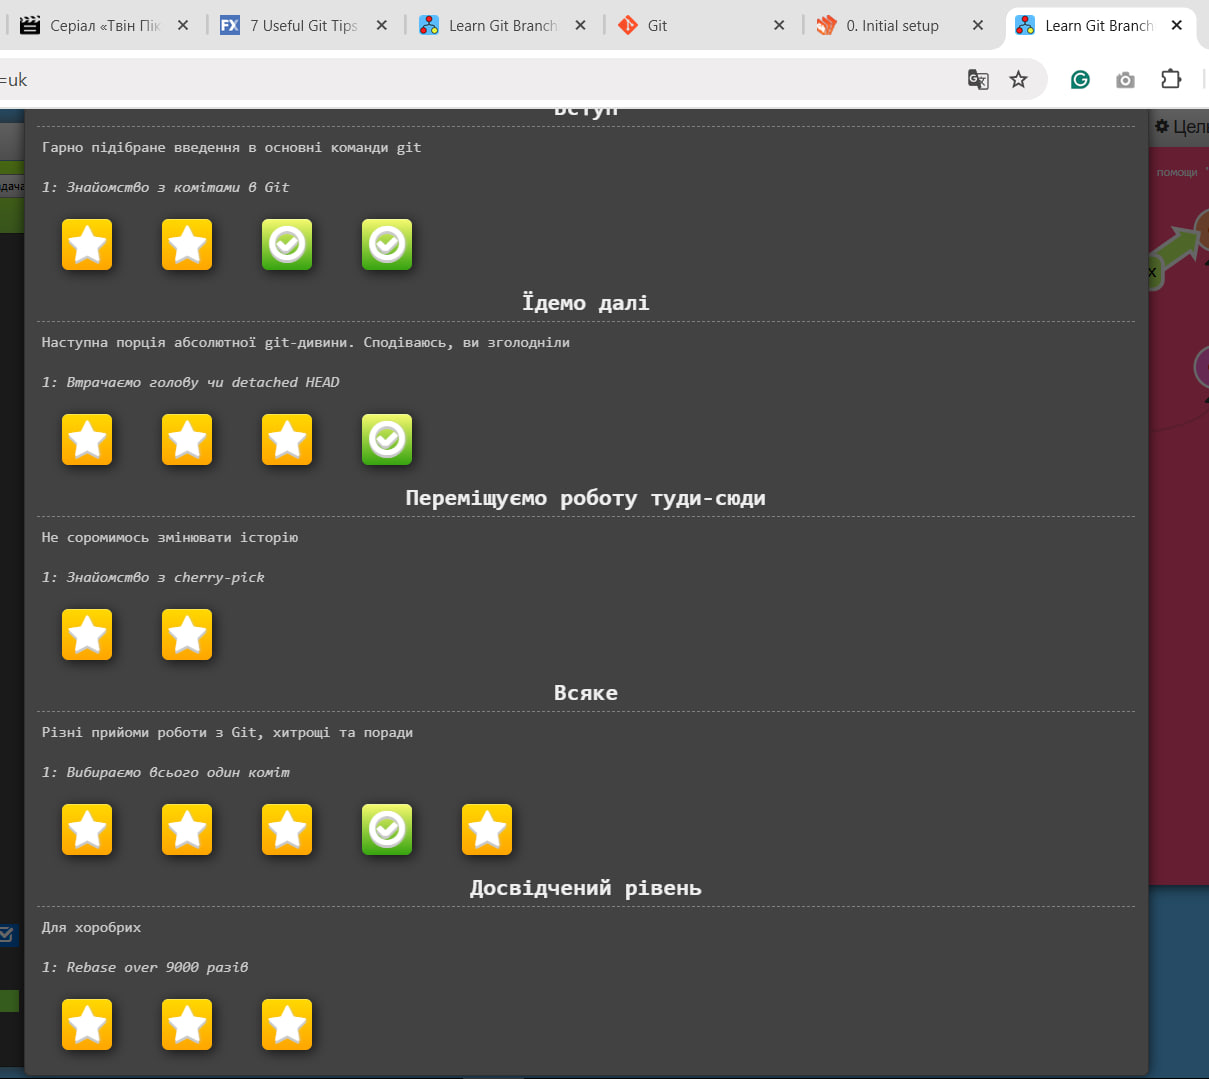 Серіал «Твін Пік
7 Useful Git Tips
Learn Git Branch
Git
0. Initial setup
Learn Git Branch
=uk
Вступ
Гарно підібране введення в основні команди git
1: Знайомство з комітами в Git
Їдемо далі
Наступна порція абсолютної git-дивини. Сподіваюсь, ви зголодніли
1: Втрачаємо голову чи detached HEAD
Переміщуємо роботу туди-сюди
Не соромимось змінювати історію
1: Знайомство з cherry-pick
Всяке
Різні прийоми роботи з Git, хитрощі та поради
1: Вибираємо всього один коміт
Досвідчений рівень
Для хоробрих
1: Rebase over 9000 разів
Цель
помощи
дача
x